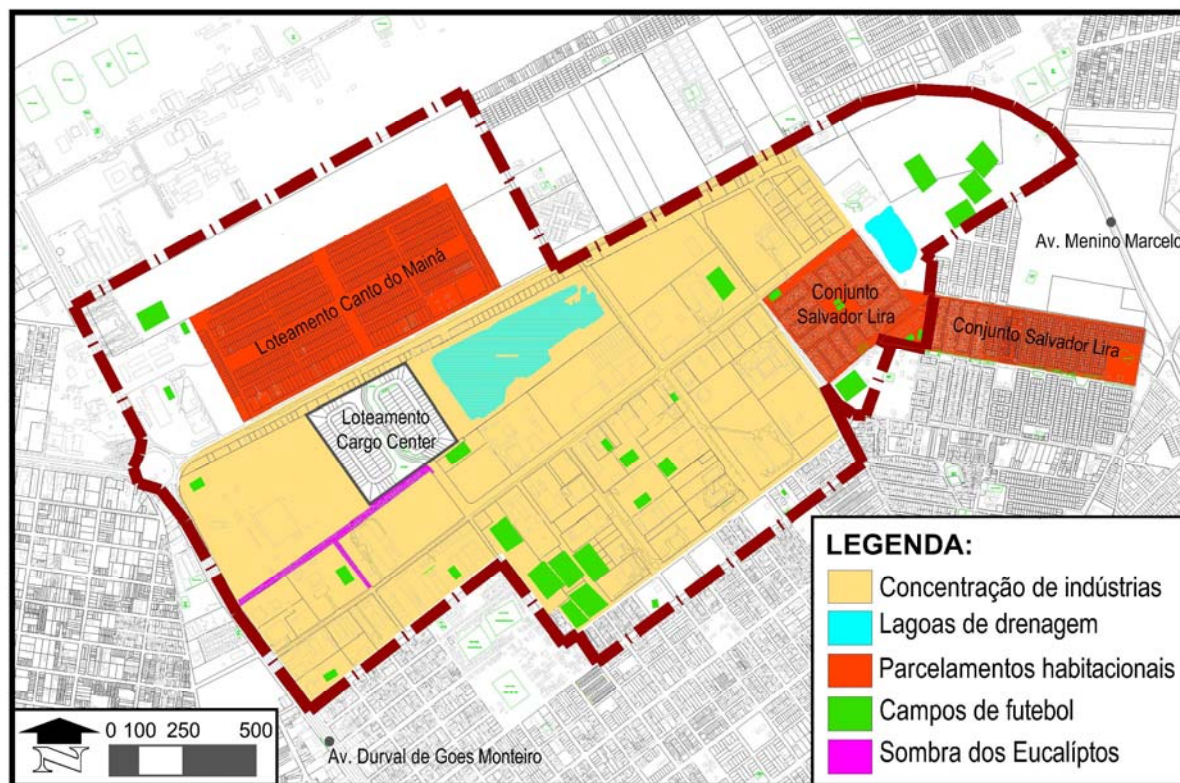 Av. Menino Marcelo
Loteamento Canto do Mainá
Conjunto
Salvador Lira
Conjunto Salvador Lira
Loteamento
Cargo Center
LEGENDA:
Concentração de indústrias
Lagoas de drenagem
Parcelamentos habitacionais
Campos de futebol
Sombra dos Eucalíptos
N
0 100 250 500
Av. Durval de Goes Monteiro